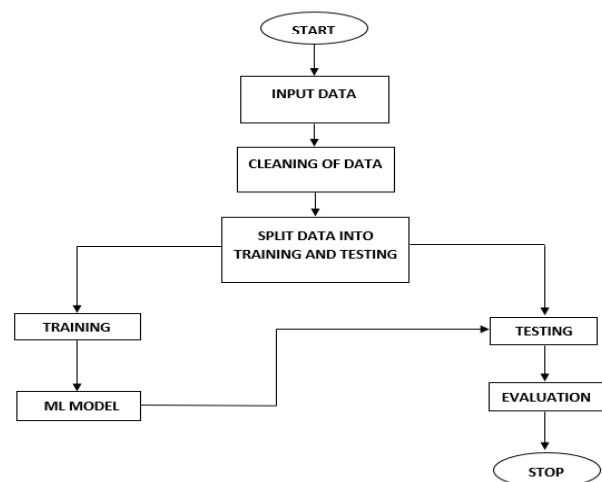 START
INPUT DATA
CLEANING OF DATA
SPLIT DATA INTO
TRAINING AND TESTING
TRAINING
TESTING
ML MODEL
EVALUATION
STOP